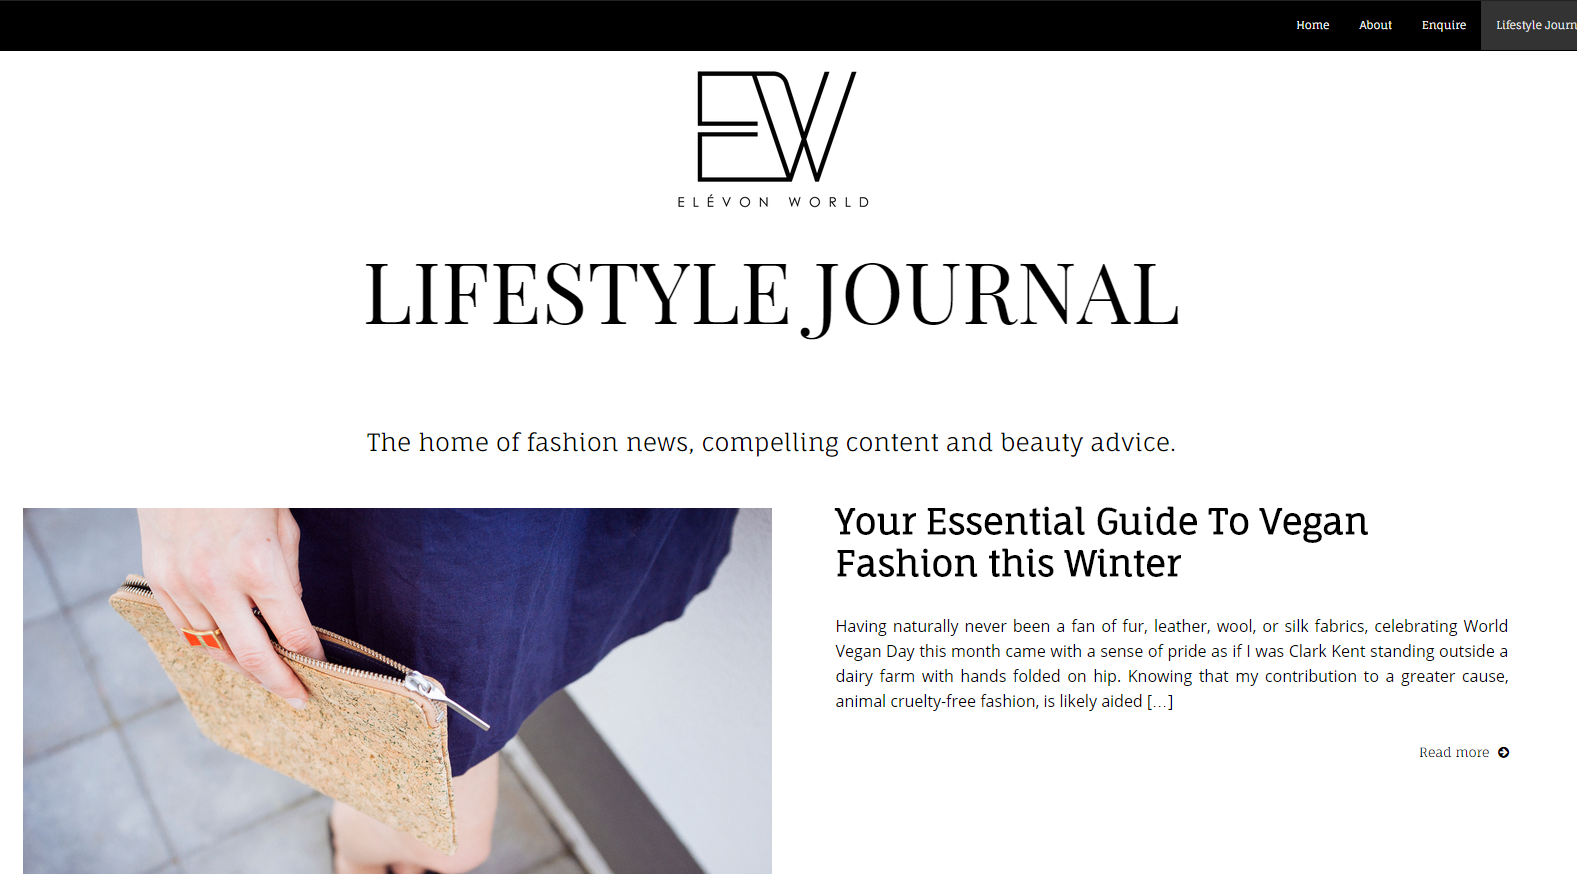 Home About Enquire Lifestyle Journ
EW
ELÉVON WORLD
LIFESTYLE JOURNAL
The home of fashion news, compelling content and beauty advice.
Your Essential Guide To Vegan
Fashion this Winter
Having naturally never been a fan of fur, leather, wool, or silk fabrics, celebrating World
Vegan Day this month came with a sense of pride as if I was Clark Kent standing outside a
dairy farm with hands folded on hip. Knowing that my contribution to a greater cause,
animal cruelty-free fashion, is likely aided […]
Read more